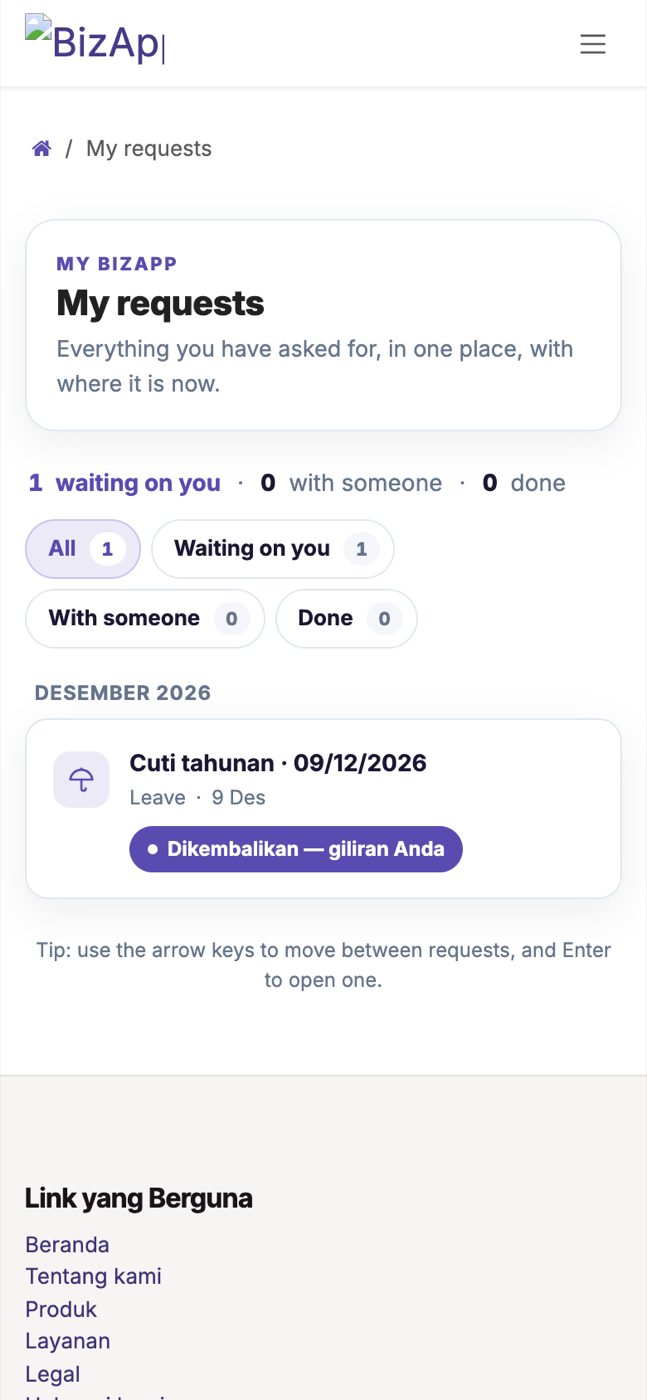 BizAp
/ My requests
MY BIZAPP
My requests
Everything you have asked for, in one place, with
where it is now.
1 waiting on you · 0 with someone · 0 done
All 1 Waiting on you 1
With someone 0 Done 0
DESEMBER 2026
Cuti tahunan · 09/12/2026
Leave · 9 Des
Dikembalikan — giliran Anda
Tip: use the arrow keys to move between requests, and Enter
to open one.
Link yang Berguna
Beranda
Tentang kami
Produk
Layanan
Legal